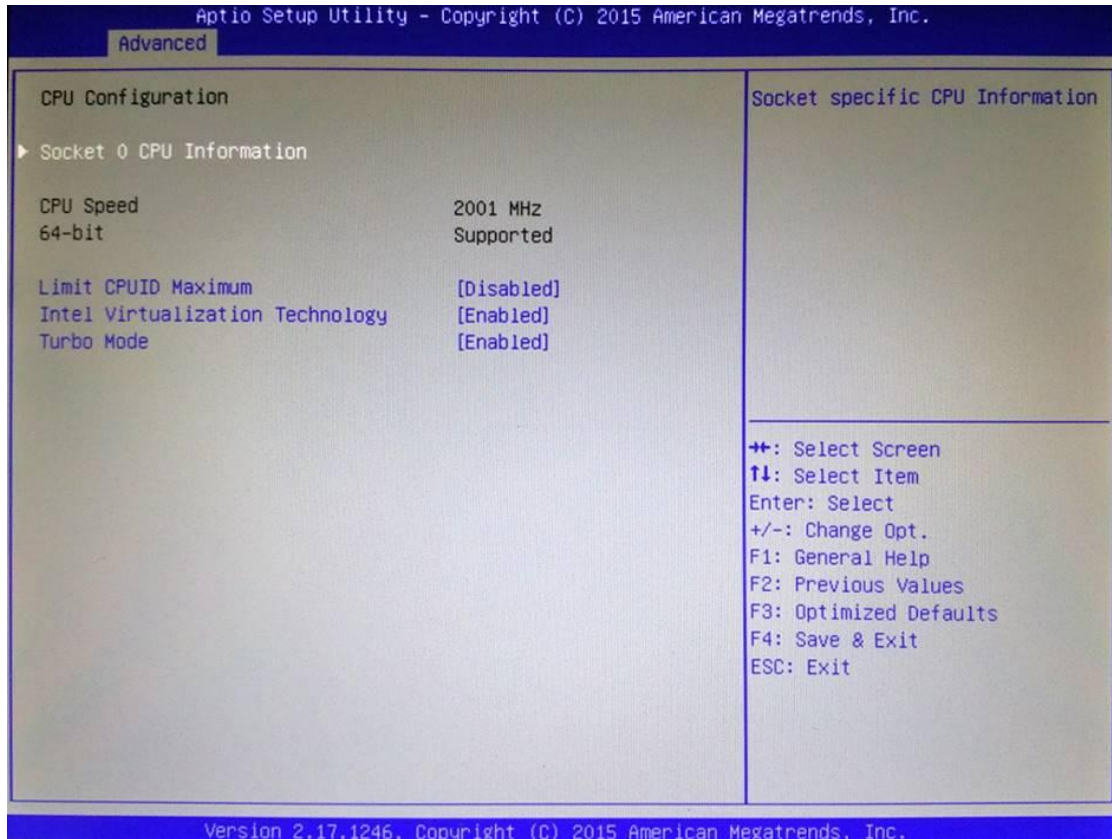 Aptio Setup Utility - Copyright (C) 2015 American Megatrends, Inc.
Advanced
CPU Configuration
Socket 0 CPU Information
CPU Speed 2001 MHz
64-bit Supported
Limit CPUID Maximum [Disabled]
Intel Virtualization Technology [Enabled]
Turbo Mode [Enabled]
Socket specific CPU Information
→←: Select Screen
↑↓: Select Item
Enter: Select
+/-: Change Opt.
F1: General Help
F2: Previous Values
F3: Optimized Defaults
F4: Save & Exit
ESC: Exit
Version 2.17.1246. Copyright (C) 2015 American Megatrends, Inc.